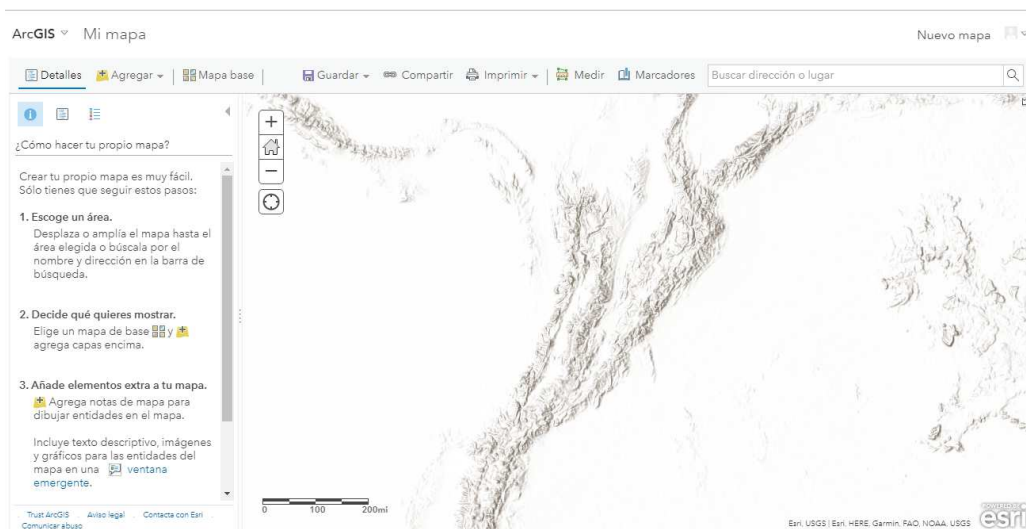 ArcGIS Mi mapa
Nuevo mapa
Detalles Agregar Mapa base Guardar Compartir Imprimir Medir Marcadores Buscar dirección o lugar
¿Cómo hacer tu propio mapa?
Crear tu propio mapa es muy fácil.
Sólo tienes que seguir estos pasos:
1. Escoge un área.
Desplaza o amplía el mapa hasta el
área elegida o búscala por el
nombre y dirección en la barra de
búsqueda.
2. Decide qué quieres mostrar.
Elige un mapa de base y
agrega capas encima.
3. Añade elementos extra a tu mapa.
Agrega notas de mapa para
dibujar entidades en el mapa.
Incluye texto descriptivo, imágenes
y gráficos para las entidades del
mapa en una ventana
emergente.
Trust ArcGIS Aviso legal Contacta con Esri
Comunicar abuso
0 100 200mi
Esri, USGS | Esri, HERE, Garmin, FAO, NOAA, USGS
esri